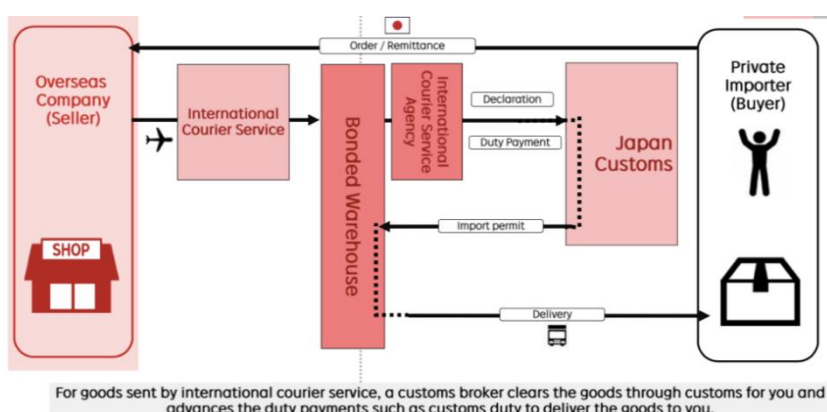 Order / Remittance
Overseas
Company
(Seller)
International
Courier Service
Bonded Warehouse
International
Courier Service
Agency
Declaration
Duty Payment
Japan
Customs
Private
Importer
(Buyer)
SHOP
Import permit
Delivery
For goods sent by international courier service, a customs broker clears the goods through customs for you and
advances the duty payments such as customs duty to deliver the goods to you.